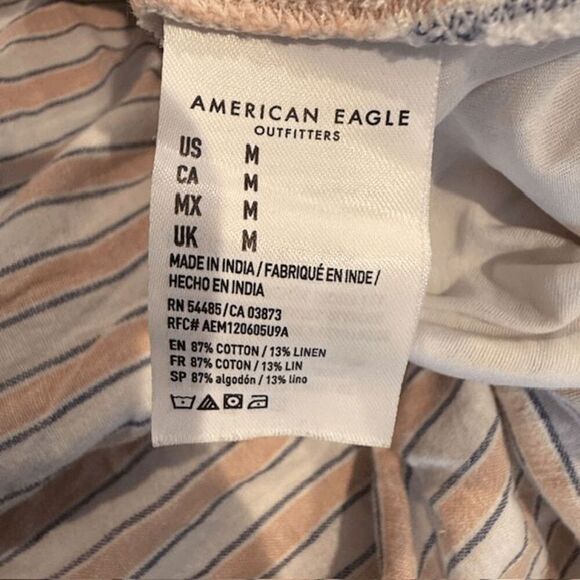 AMERICAN EAGLE
OUTFITTERS
US M
CA M
MX M
UK M
MADE IN INDIA / FABRIQUÉ EN INDE /
HECHO EN INDIA
RN 54485 / CA 03873
RFC# AEM120605U9A
EN 87% COTTON / 13% LINEN
FR 87% COTON / 13% LIN
SP 87% algodón / 13% lino